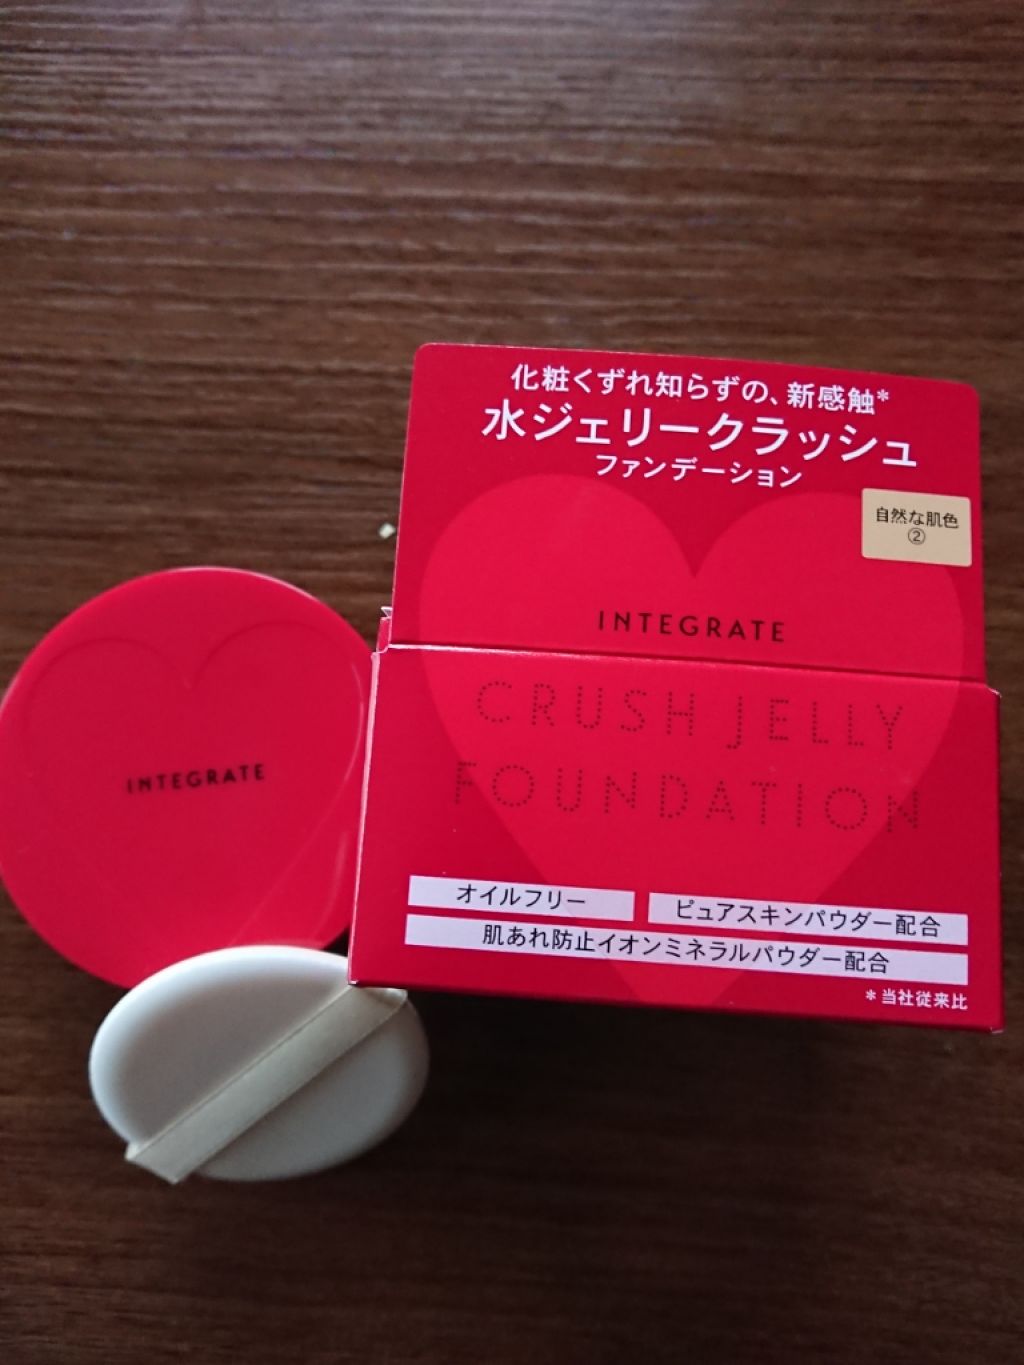 化粧くずれ知らずの、新感触*
水ジェリークラッシュ
ファンデーション
自然な肌色
②
INTEGRATE
CRUSH JELLY
FOUNDATION
オイルフリー
ピュアスキンパウダー配合
肌あれ防止イオンミネラルパウダー配合
*当社従来比
INTEGRATE